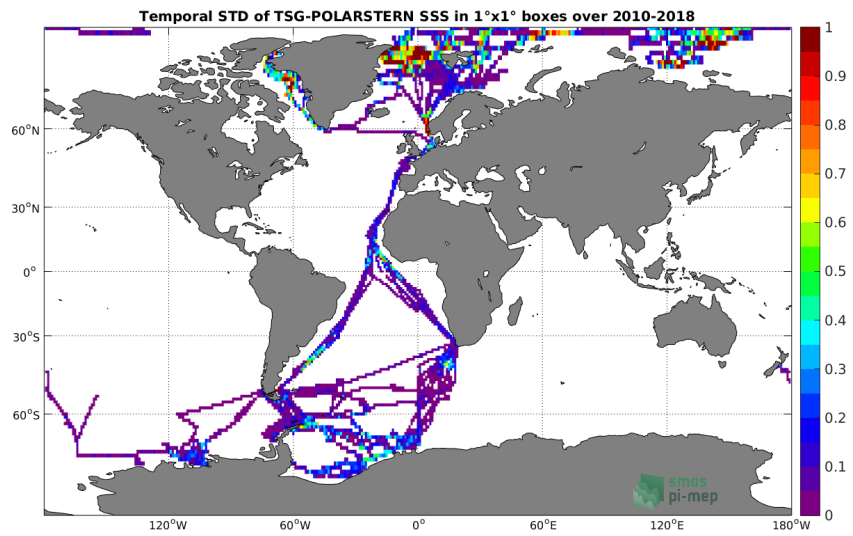 Temporal STD of TSG-POLARSTERN SSS in 1°x1° boxes over 2010-2018
1
0.9
0.8
0.7
0.6
0.5
0.4
0.3
0.2
0.1
0
60°N
30°N
0°
30°S
60°S
120°W
60°W
0°
60°E
120°E
180°W
smos
pi-mep